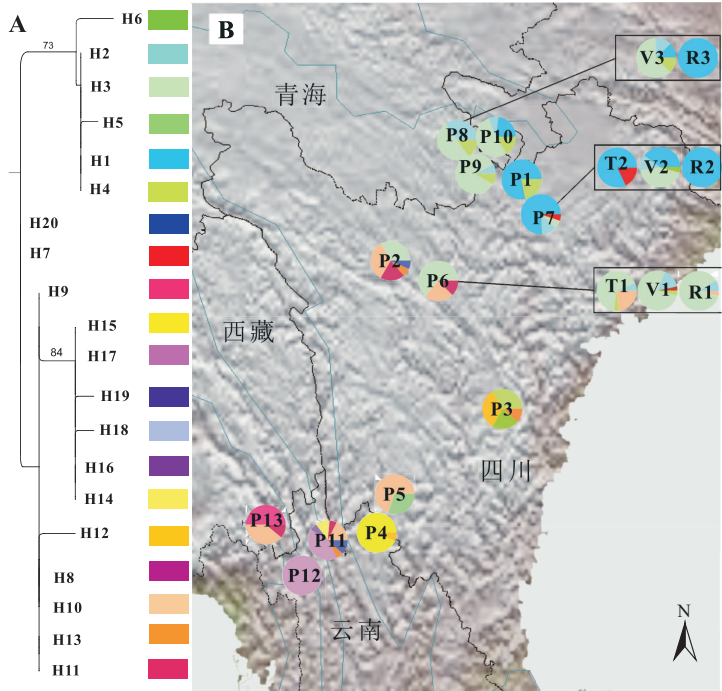 A
H6
73
H2
H3
H5
H1
H4
H20
H7
H9
H15
84
H17
H19
H18
H16
H14
H12
H8
H10
H13
H11
B
青海
V3 R3
P8 P10
P9
P1
T2 V2 R2
P7
P2
P6
T1 V1 R1
西藏
P3
四川
P5
P13
P11
P4
P12
云南
N